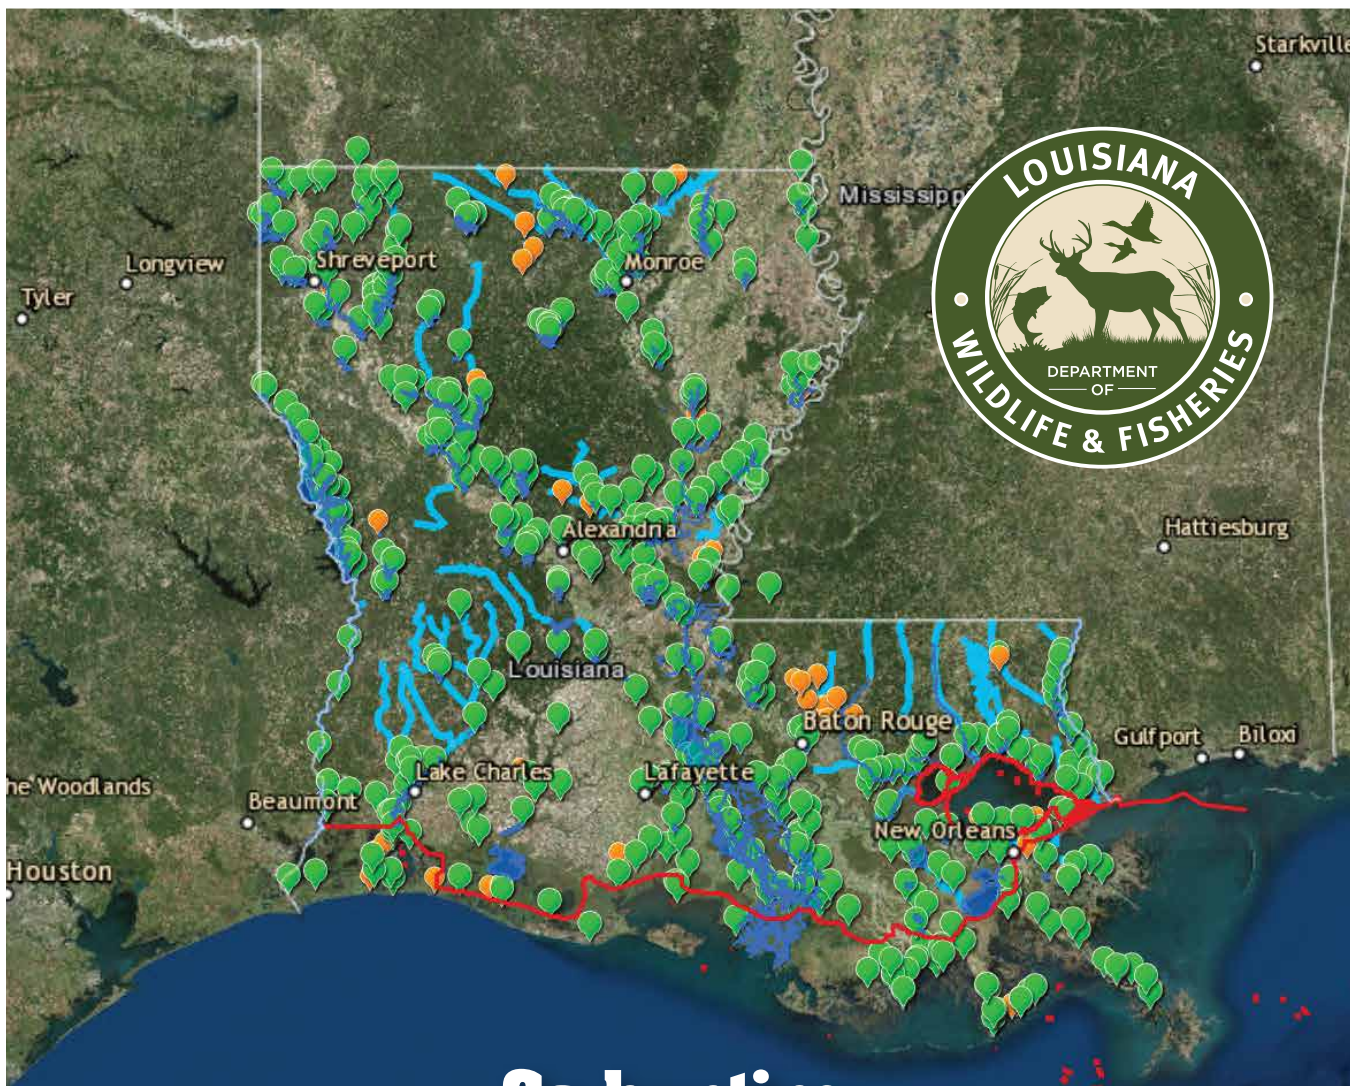 Starkville
LOUISIANA
WILDLIFE & FISHERIES
DEPARTMENT
OF
Mississippi
Longview
Shreveport
Monroe
Tyler
Alexandria
Hattiesburg
Louisiana
Baton Rouge
Gulfport
Biloxi
he Woodlands
Lake Charles
Lafayette
Beaumont
New Orleans
Houston